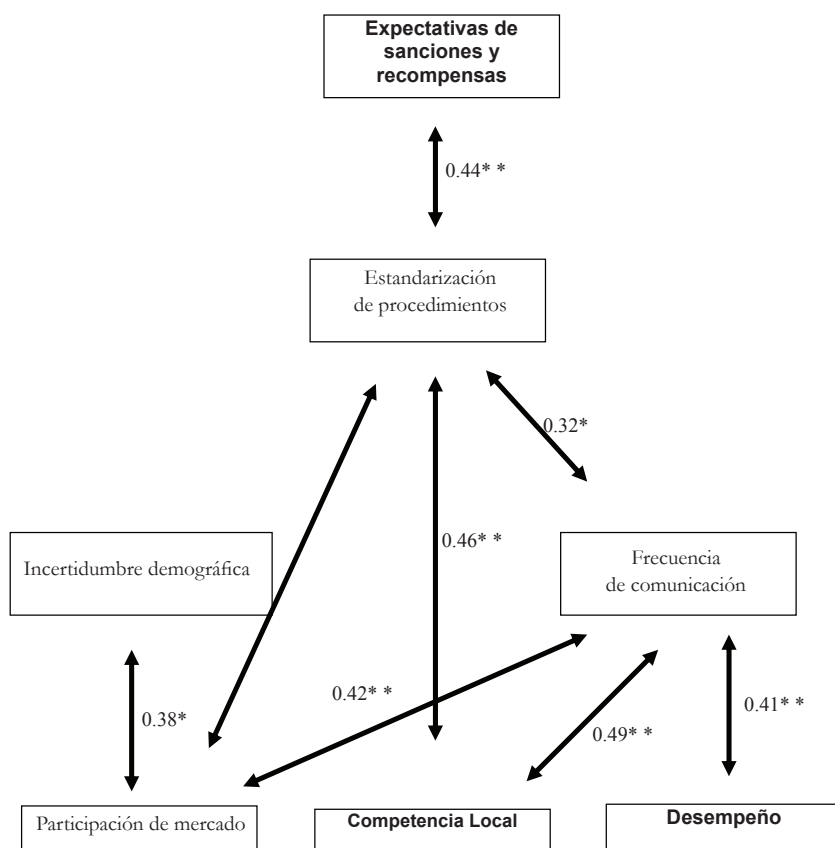 Expectativas de
sanciones y
recompensas
0.44* *
Estandarización
de procedimientos
0.32*
0.46* *
Incertidumbre demográfica
Frecuencia
de comunicación
0.42* *
0.38*
0.49* *
0.41* *
Participación de mercado
Competencia Local
Desempeño